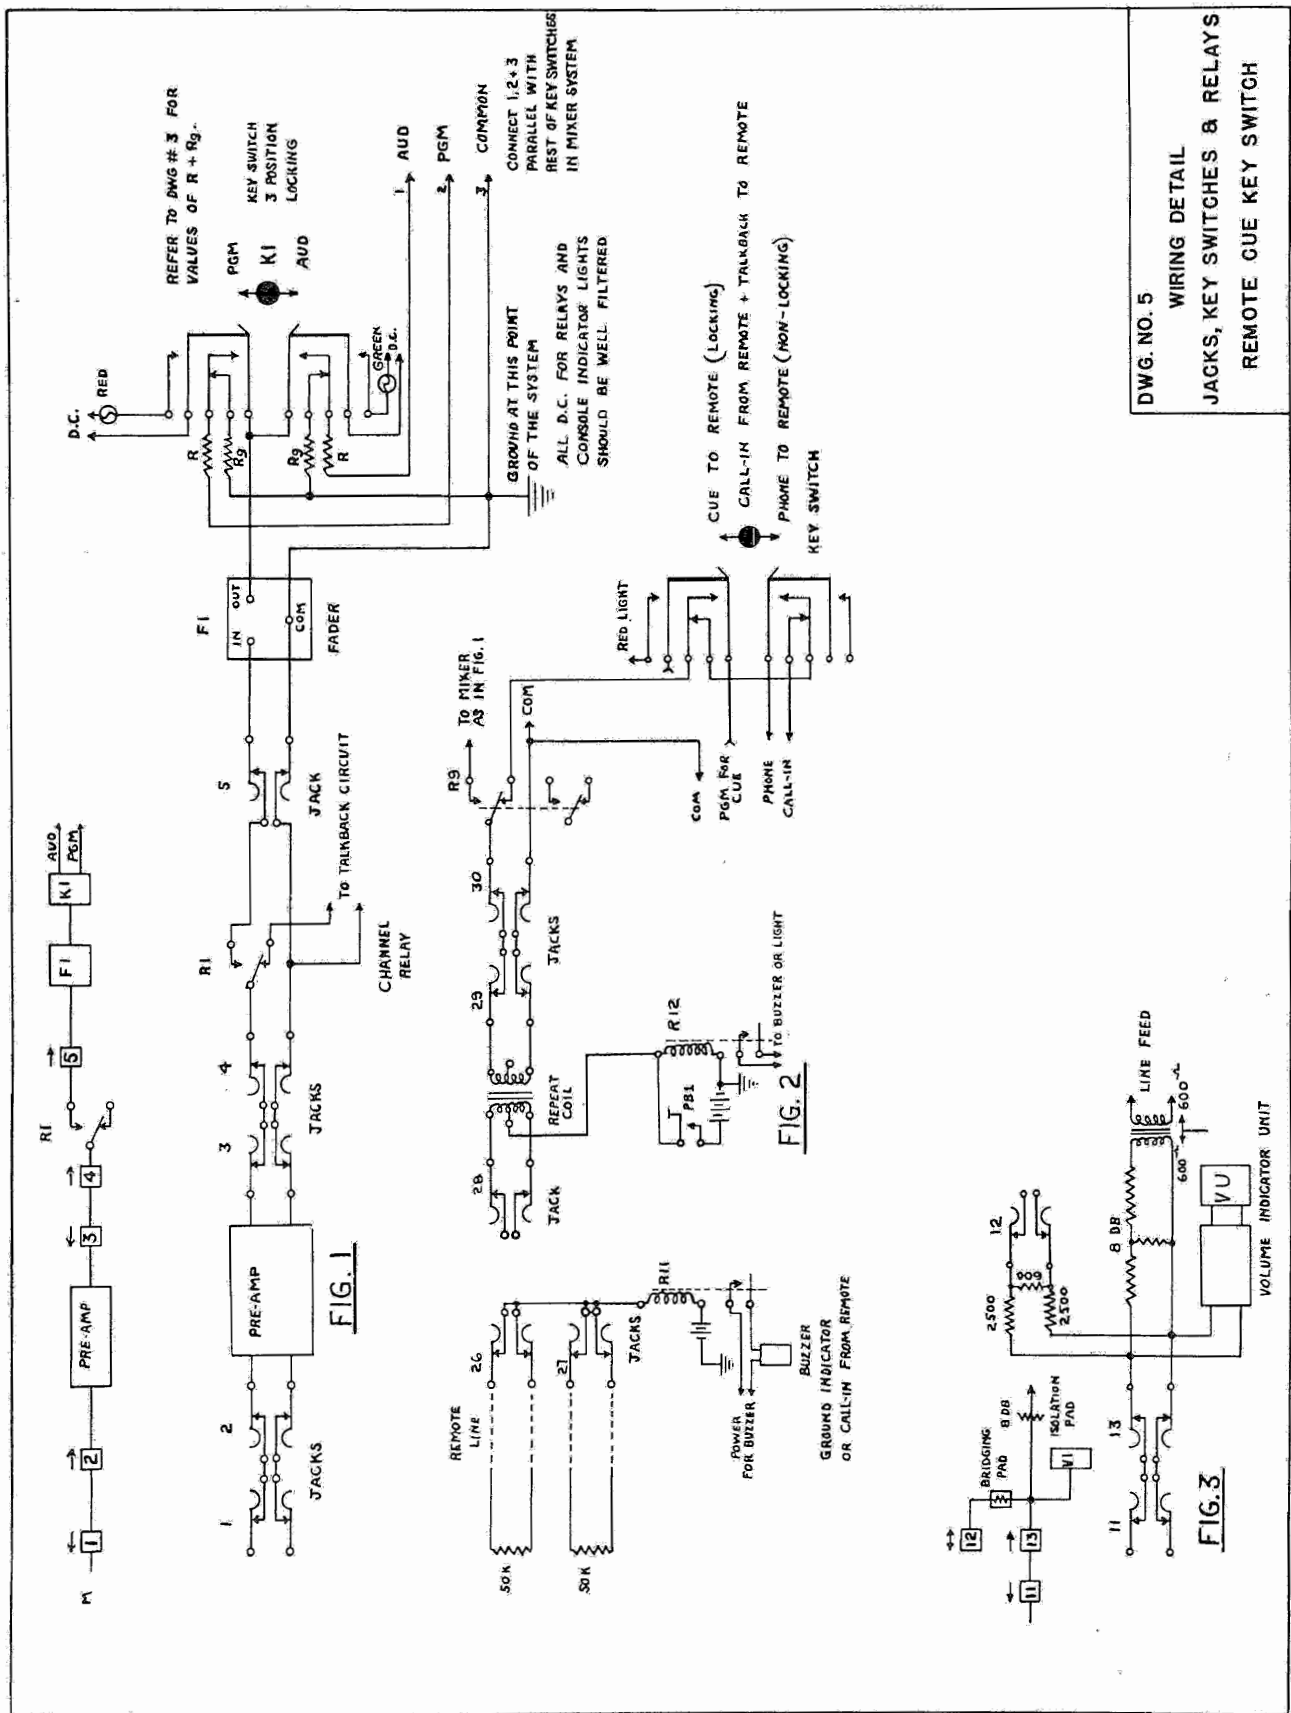 M
1
2
PRE-AMP
3
4
R1
5
F1
K1
AUD
PGM
1
2
JACKS
PRE-AMP
FIG. 1
3
4
JACKS
R1
CHANNEL
RELAY
TO TALKBACK CIRCUIT
5
JACK
F1
IN
OUT
COM
FADER
D.C.
RED
R
Rg
Rg
R
GREEN
D.C.
REFER TO DWG # 3 FOR
VALUES OF R + Rg.
PGM
K1
AUD
KEY SWITCH
3 POSITION
LOCKING
1
AUD
2
PGM
3
COMMON
CONNECT 1,2+3
PARALLEL WITH
REST OF KEY SWITCHES
IN MIXER SYSTEM
GROUND AT THIS POINT
OF THE SYSTEM
ALL D.C. FOR RELAYS AND
CONSOLE INDICATOR LIGHTS
SHOULD BE WELL FILTERED
REMOTE
LINE
50K
50K
26
27
JACKS
R11
POWER
FOR BUZZER
BUZZER
GROUND INDICATOR
OR CALL-IN FROM REMOTE
28
JACK
REPEAT
COIL
PB1
R12
TO BUZZER OR LIGHT
FIG. 2
29
30
JACKS
R9
TO MIXER
AS IN FIG. 1
COM
COM
PGM FOR
CUE
PHONE
CALL-IN
RED LIGHT
CUE TO REMOTE (LOCKING)
CALL-IN FROM REMOTE + TALKBACK TO REMOTE
PHONE TO REMOTE (NON-LOCKING)
KEY SWITCH
11
13
12
BRIDGING
PAD
8 DB
ISOLATION
PAD
VI
11
13
FIG. 3
2500
600
2500
12
8 DB
600
600
LINE FEED
VU
VOLUME INDICATOR UNIT
DWG. NO. 5
WIRING DETAIL
JACKS, KEY SWITCHES & RELAYS
REMOTE CUE KEY SWITCH